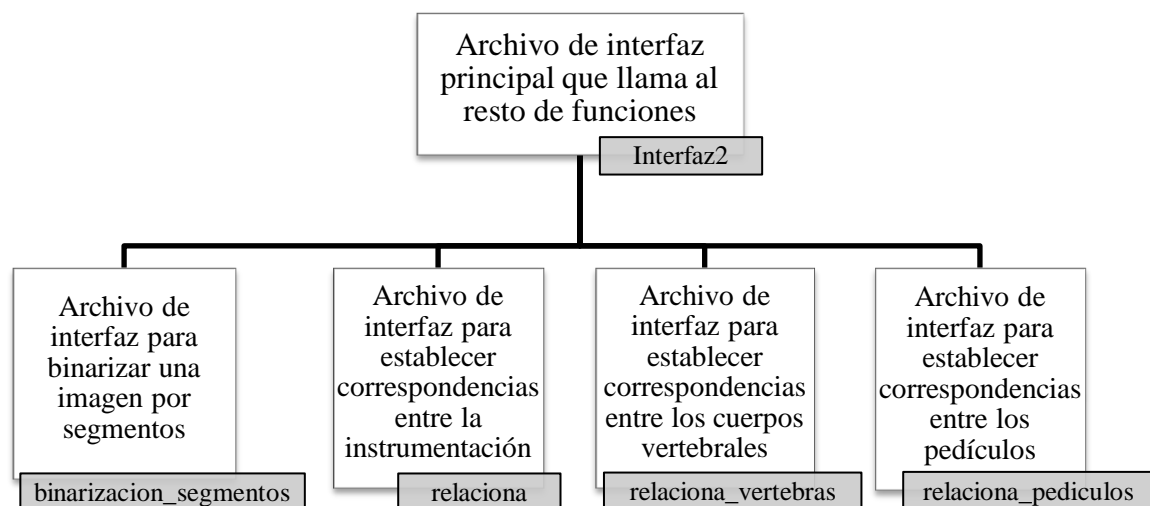 Archivo de interfaz
principal que llama al
resto de funciones
Interfaz2
Archivo de
interfaz para
binarizar una
imagen por
segmentos
binarizacion_segmentos
Archivo de
interfaz para
establecer
correspondencias
entre la
instrumentación
relaciona
Archivo de
interfaz para
establecer
correspondencias
entre los cuerpos
vertebrales
relaciona_vertebras
Archivo de
interfaz para
establecer
correspondencias
entre los
pedículos
relaciona_pediculos